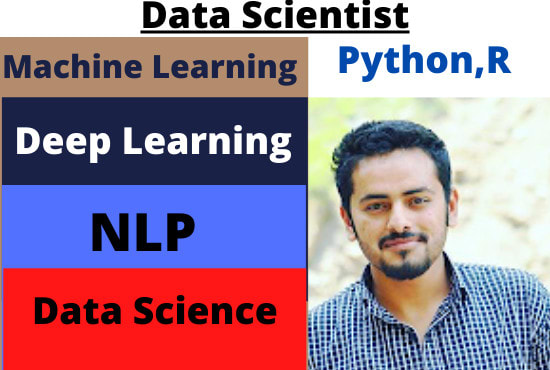 Data Scientist
Machine Learning
Python,R
Deep Learning
NLP
Data Science